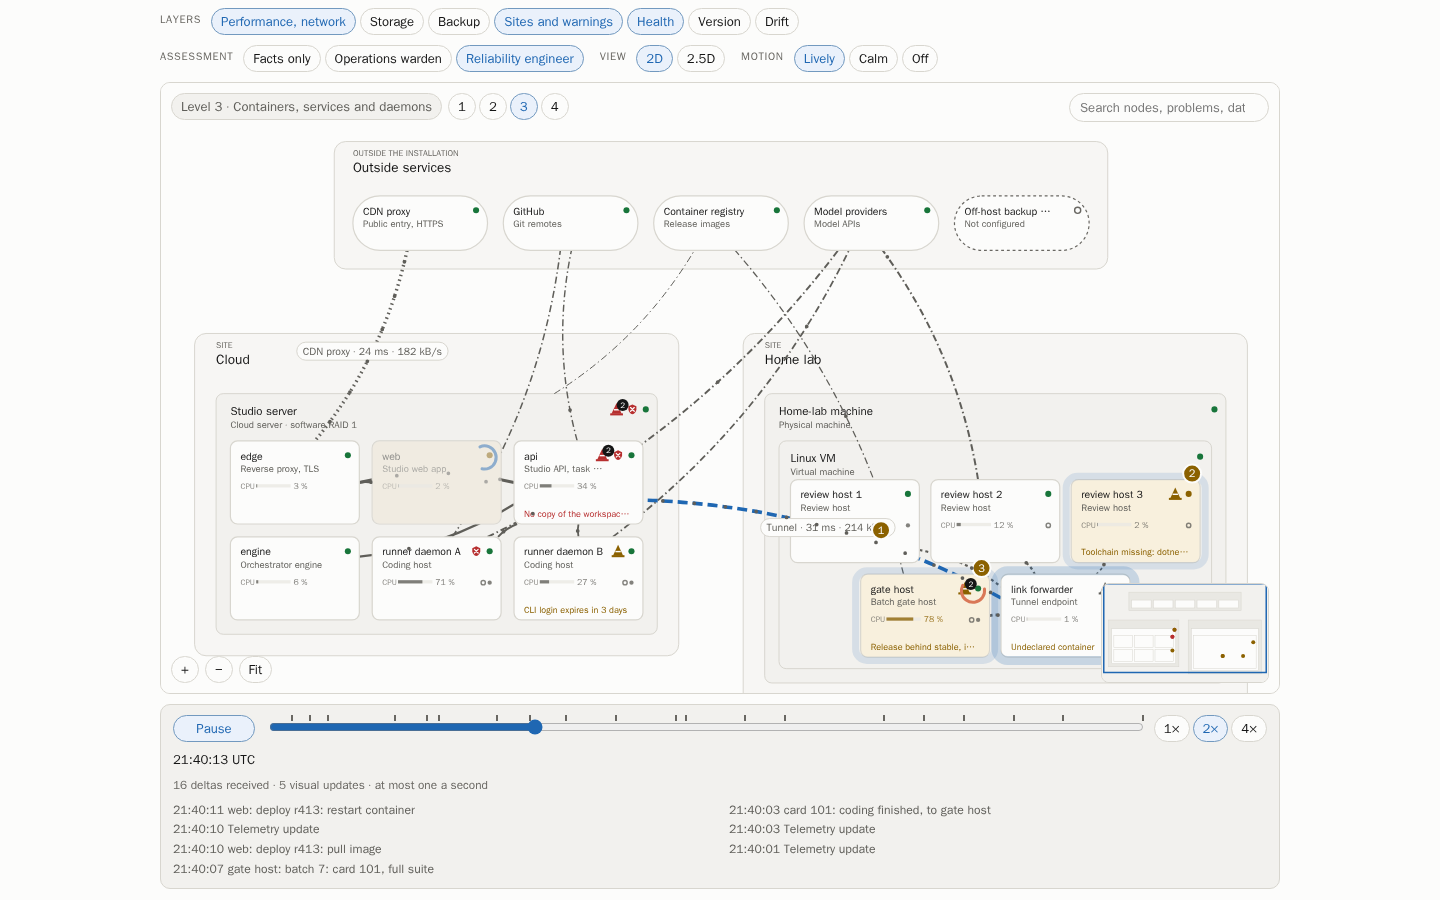 LAYERS Performance, network Storage Backup Sites and warnings Health Version Drift
ASSESSMENT Facts only Operations warden Reliability engineer VIEW 2D 2.5D MOTION Lively Calm Off
Level 3 · Containers, services and daemons 1 2 3 4
Search nodes, problems, dat
OUTSIDE THE INSTALLATION
Outside services
CDN proxy
Public entry, HTTPS
GitHub
Git remotes
Container registry
Release images
Model providers
Model APIs
Off-host backup ···
Not configured
SITE
Cloud
CDN proxy · 24 ms · 182 kB/s
Studio server
Cloud server · software RAID 1
2
edge
Reverse proxy, TLS
CPU 3 %
web
Studio web app
CPU 2 %
api
Studio API, task ···
CPU 34 %
No copy of the workspac···
2
engine
Orchestrator engine
CPU 6 %
runner daemon A
Coding host
CPU 71 %
runner daemon B
Coding host
CPU 27 %
CLI login expires in 3 days
SITE
Home lab
Home-lab machine
Physical machine
Linux VM
Virtual machine
review host 1
Review host
Tunnel · 31 ms · 214 k
1
review host 2
Review host
CPU 12 %
2
review host 3
Review host
CPU 2 %
Toolchain missing: dotne···
3
gate host
Batch gate host
2
CPU 78 %
Release behind stable, i···
link forwarder
Tunnel endpoint
CPU 1 %
Undeclared container
+ − Fit
Pause 1× 2× 4×
21:40:13 UTC
16 deltas received · 5 visual updates · at most one a second
21:40:11 web: deploy r413: restart container
21:40:10 Telemetry update
21:40:10 web: deploy r413: pull image
21:40:07 gate host: batch 7: card 101, full suite
21:40:03 card 101: coding finished, to gate host
21:40:03 Telemetry update
21:40:01 Telemetry update